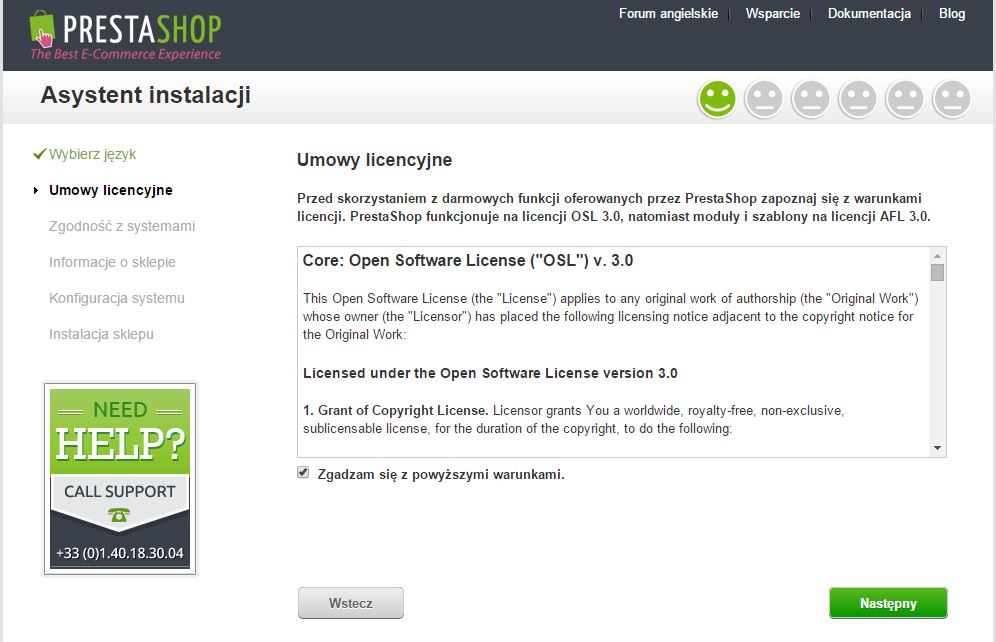 PRESTASHOP
The Best E-Commerce Experience
Forum angielskie
Wsparcie
Dokumentacja
Blog
Asystent instalacji
Wybierz język
Umowy licencyjne
Zgodność z systemami
Informacje o sklepie
Konfiguracja systemu
Instalacja sklepu
NEED
HELP?
CALL SUPPORT
+33 (0)1.40.18.30.04
Umowy licencyjne
Przed skorzystaniem z darmowych funkcji oferowanych przez PrestaShop zapoznaj się z warunkami
licencji. PrestaShop funkcjonuje na licencji OSL 3.0, natomiast moduły i szablony na licencji AFL 3.0.
Core: Open Software License ("OSL") v. 3.0
This Open Software License (the "License") applies to any original work of authorship (the "Original Work")
whose owner (the "Licensor") has placed the following licensing notice adjacent to the copyright notice for
the Original Work:
Licensed under the Open Software License version 3.0
1. Grant of Copyright License. Licensor grants You a worldwide, royalty-free, non-exclusive,
sublicensable license, for the duration of the copyright, to do the following:
Zgadzam się z powyższymi warunkami.
Wstecz
Następny